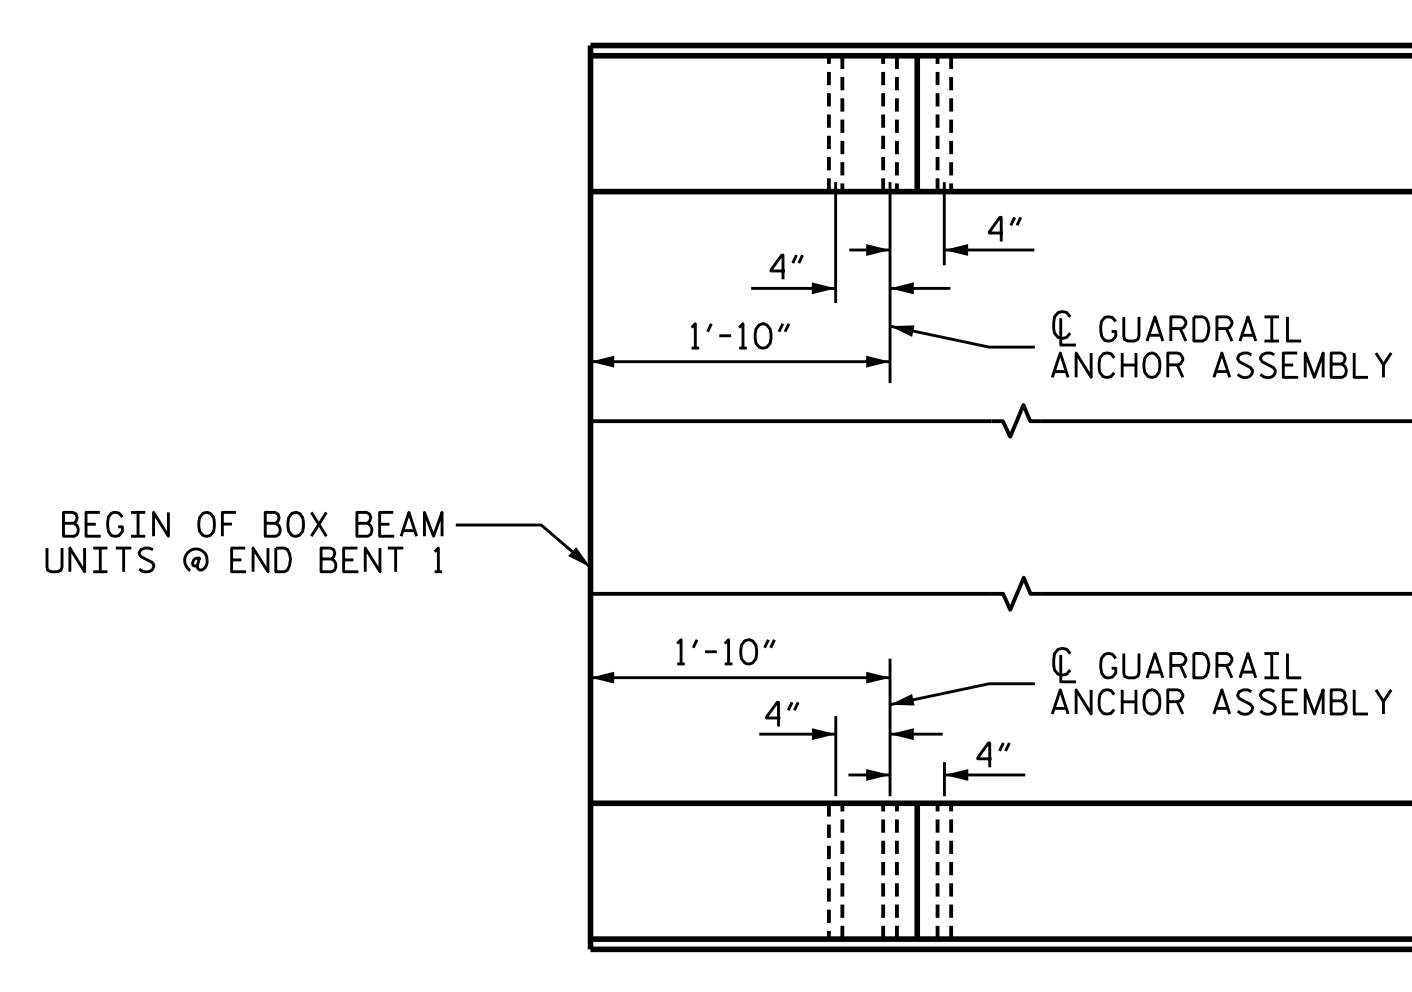 4"
4"
1'-10"
℄ GUARDRAIL
ANCHOR ASSEMBLY
BEGIN OF BOX BEAM
UNITS @ END BENT 1
1'-10"
℄ GUARDRAIL
ANCHOR ASSEMBLY
4"
4"